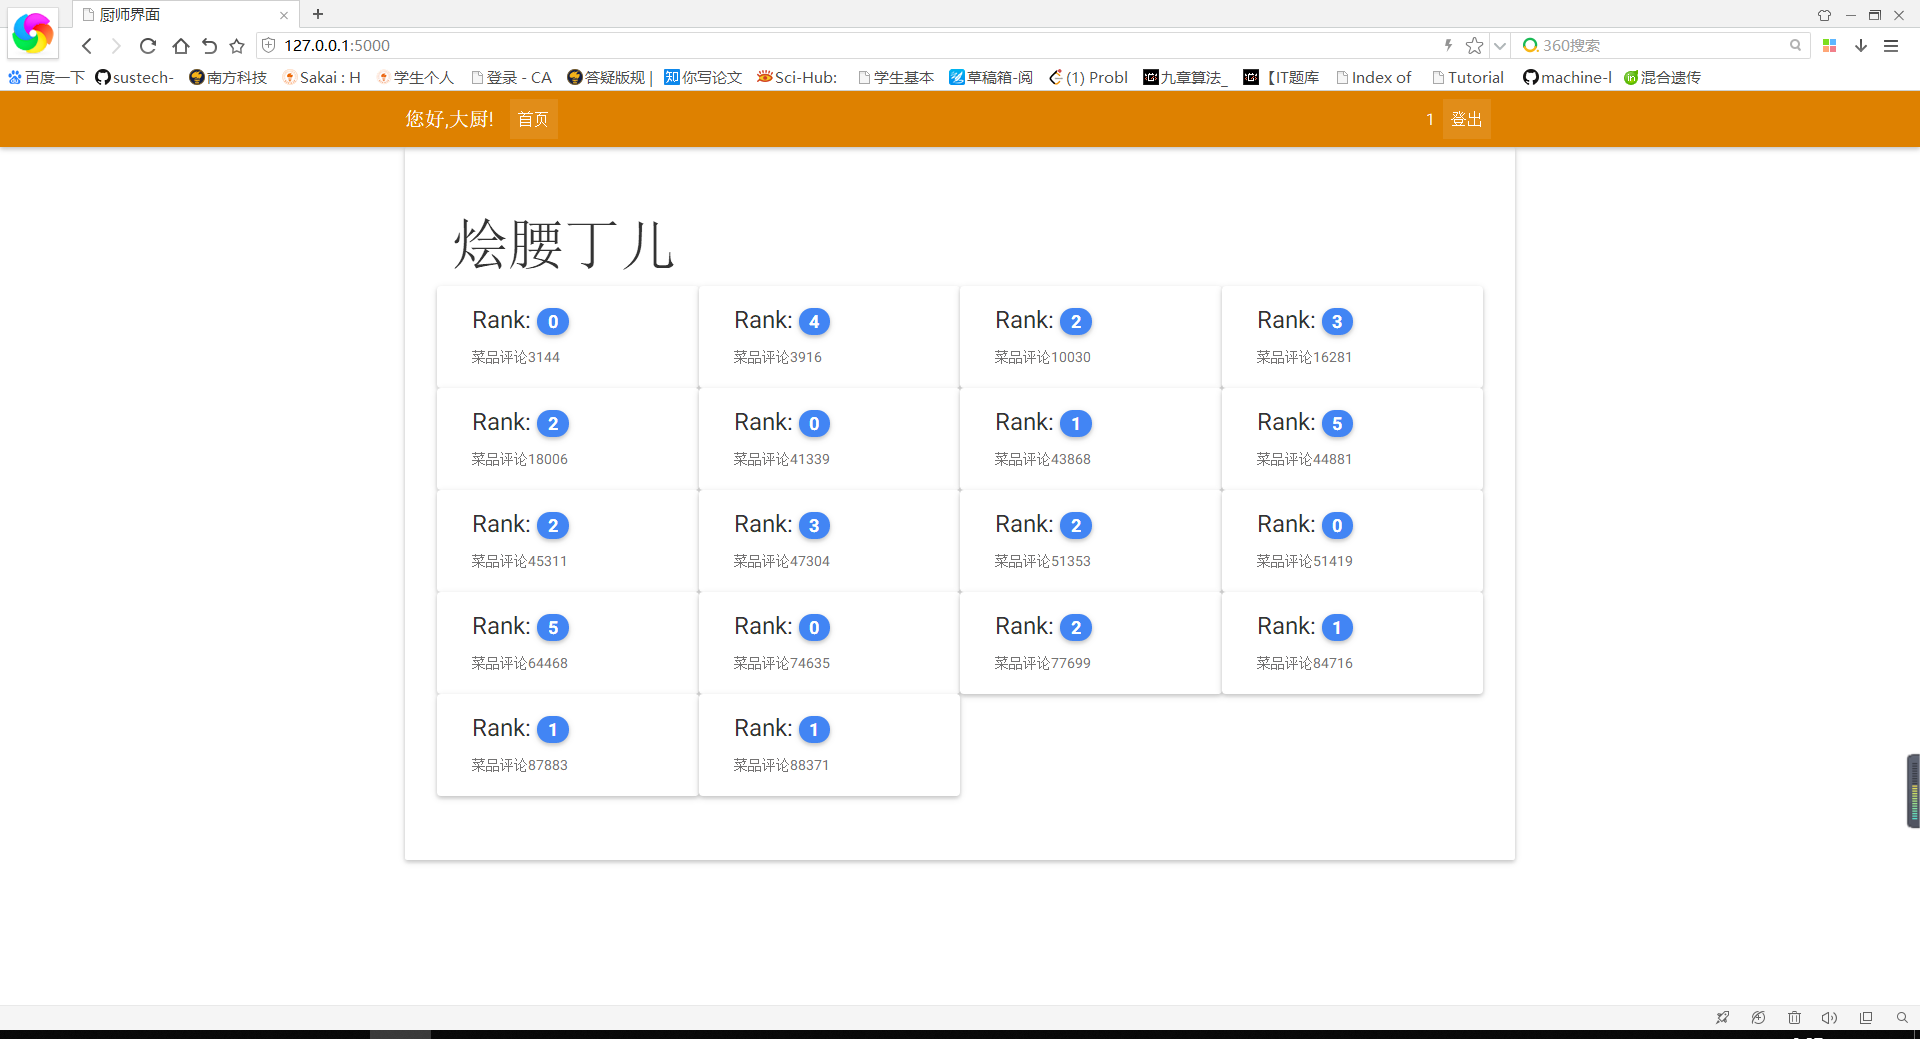 厨师界面
127.0.0.1:5000
360搜索
百度一下 sustech- 南方科技 Sakai : H 学生个人 登录 - CA 答疑版规 | 你写论文 Sci-Hub: 学生基本 草稿箱-阅 (1) Probl 九章算法_ 【IT题库 Index of Tutorial machine-l 混合遗传
您好,大厨! 首页 1 登出
烩腰丁儿
Rank: 0 Rank: 4 Rank: 2 Rank: 3
菜品评论3144 菜品评论3916 菜品评论10030 菜品评论16281
Rank: 2 Rank: 0 Rank: 1 Rank: 5
菜品评论18006 菜品评论41339 菜品评论43868 菜品评论44881
Rank: 2 Rank: 3 Rank: 2 Rank: 0
菜品评论45311 菜品评论47304 菜品评论51353 菜品评论51419
Rank: 5 Rank: 0 Rank: 2 Rank: 1
菜品评论64468 菜品评论74635 菜品评论77699 菜品评论84716
Rank: 1 Rank: 1
菜品评论87883 菜品评论88371